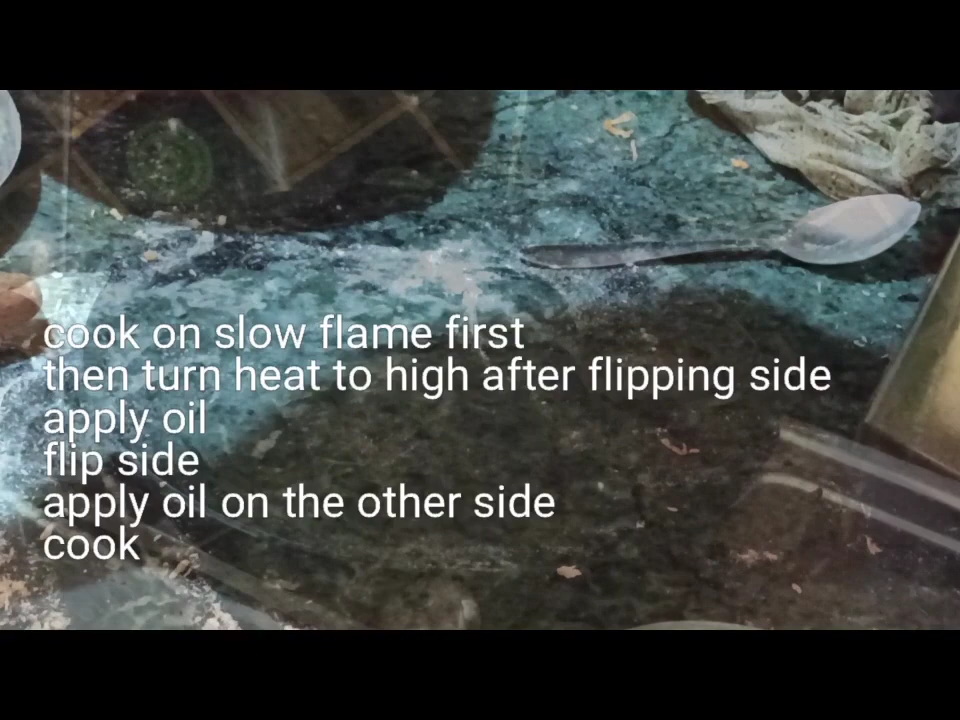 cook on slow flame first
then turn heat to high after flipping side
apply oil
flip side
apply oil on the other side
cook